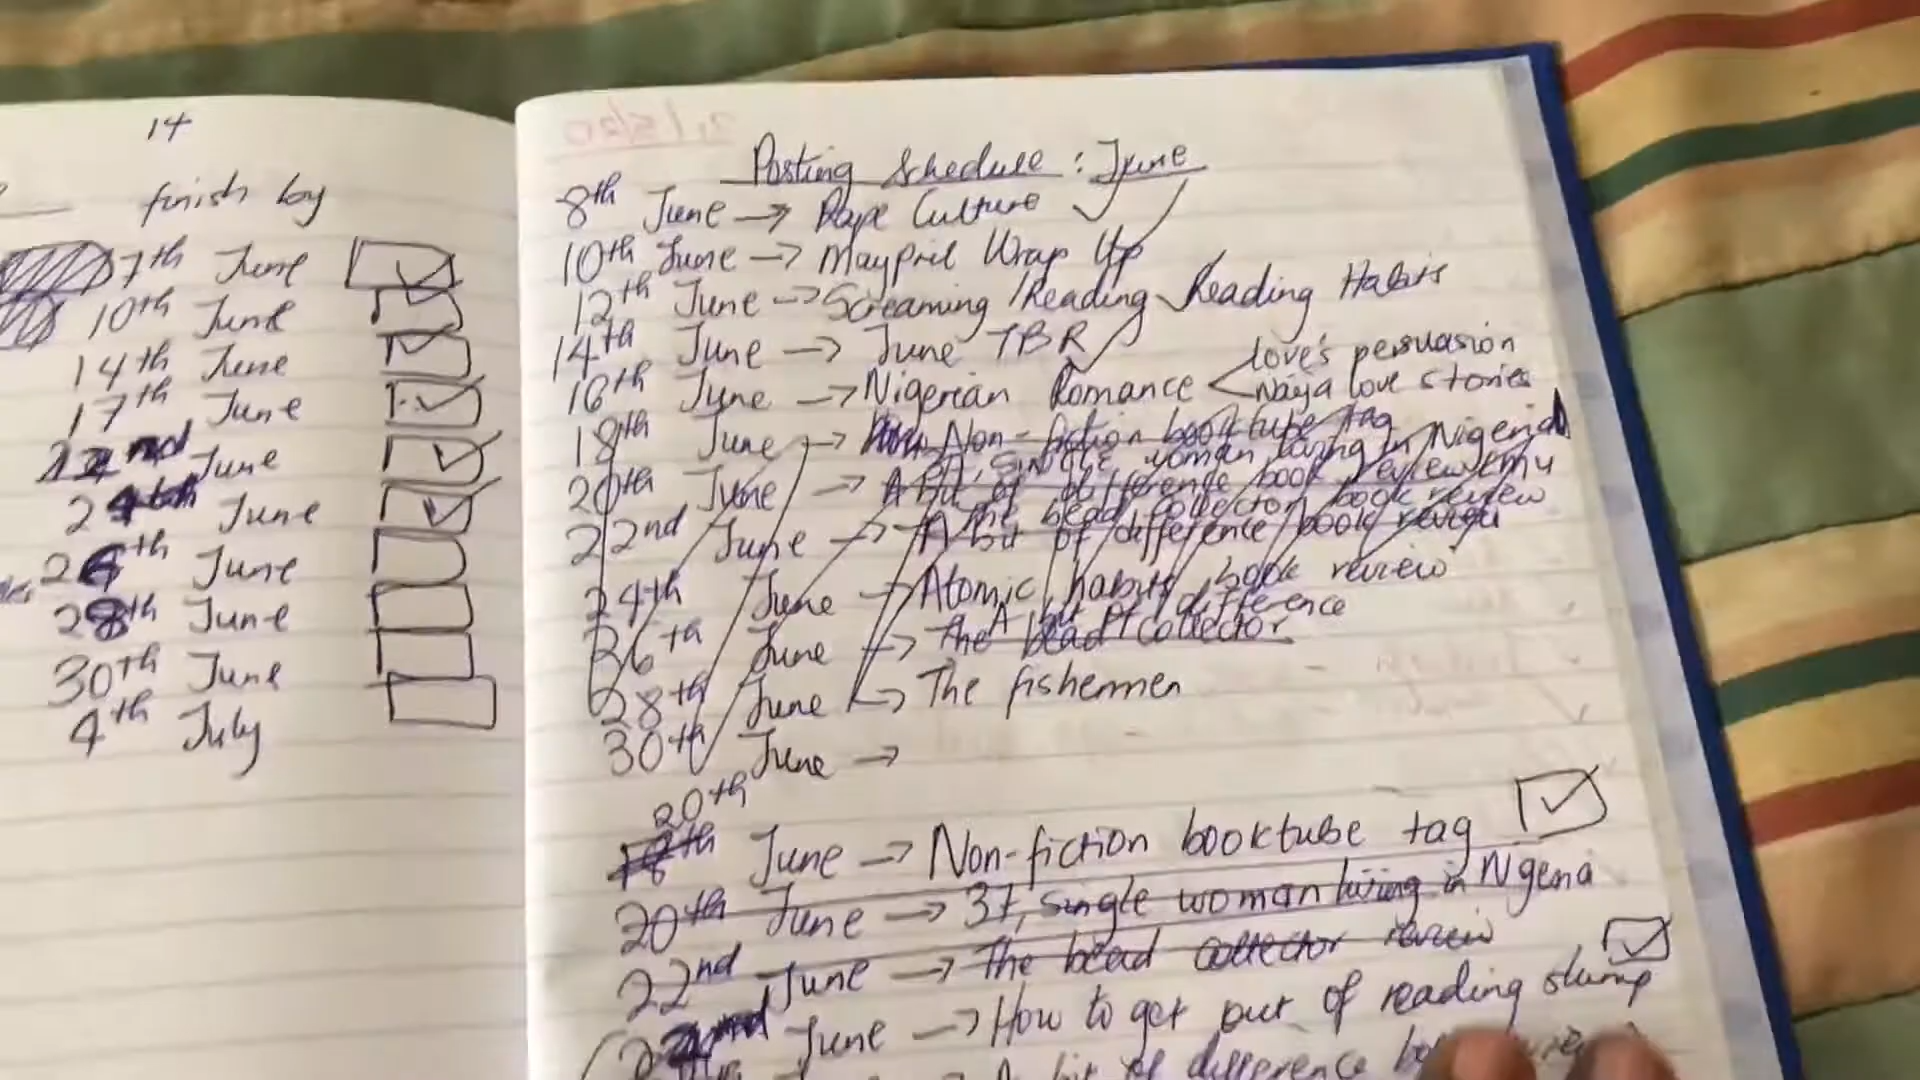 14
finish by
7th June
10th June
14th June
17th June
22nd June
24th June
26th June
28th June
30th June
4th July
Posting Schedule : June
8th June → Rape Culture
10th June → Maypril Wrap Up
12th June → Screaming /Reading Reading Habits
14th June → June TBR
16th June → Nigerian Romance < love's persuasion
Naija love stories
18th June → Non-fiction booktube tag
single woman living in Nigeria
20th June → A bit of difference book review
The bead collector book review
22nd June → A bit of difference book review
24th June → Atomic habits book review
A bit of difference
26th June → The bead collector
28th June → The fishermen
30th June →
20th
18th June → Non-fiction booktube tag
20th June → 37, single woman living in Ngeria
22nd June → The bead collector review
22nd June → How to get out of reading slump
A bit of difference